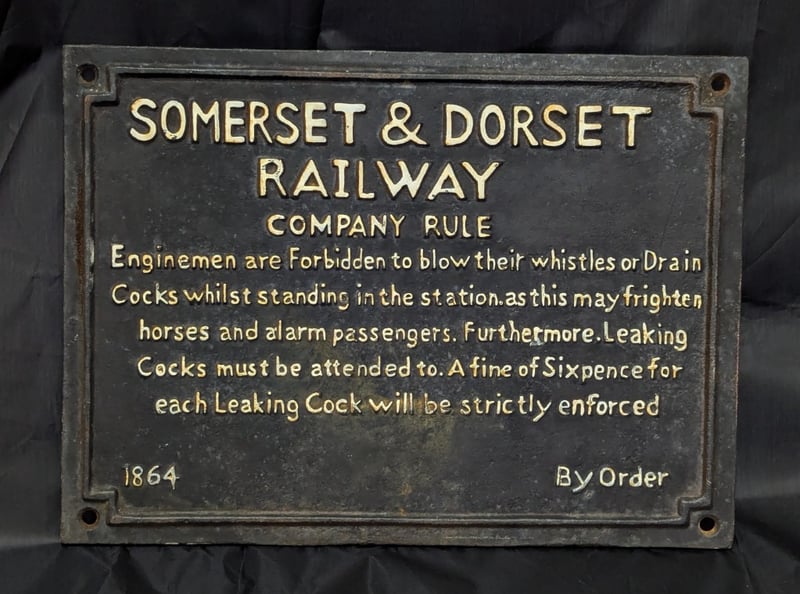 SOMERSET & DORSET
RAILWAY
COMPANY RULE
Enginemen are Forbidden to blow their whistles or Drain
Cocks whilst standing in the station.as this may frighten
horses and alarm passengers. Furthermore.Leaking
Cocks must be attended to. A fine of Sixpence for
each Leaking Cock will be strictly enforced
1864 By Order